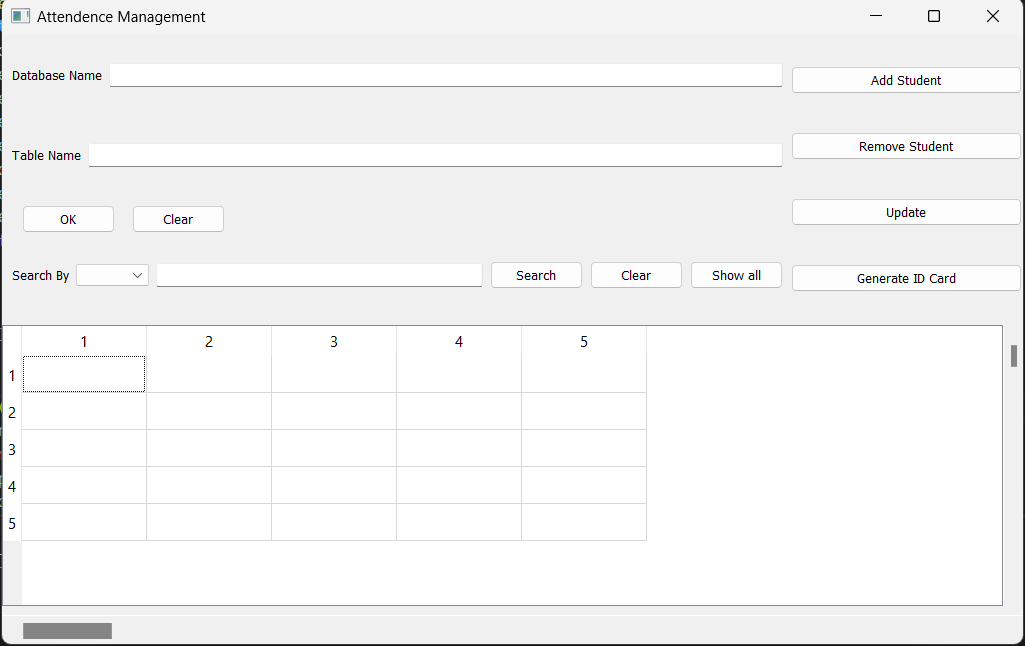 Attendence Management
Database Name
Add Student
Table Name
Remove Student
OK Clear
Update
Search By Search Clear Show all
Generate ID Card
1 2 3 4 5
1
2
3
4
5